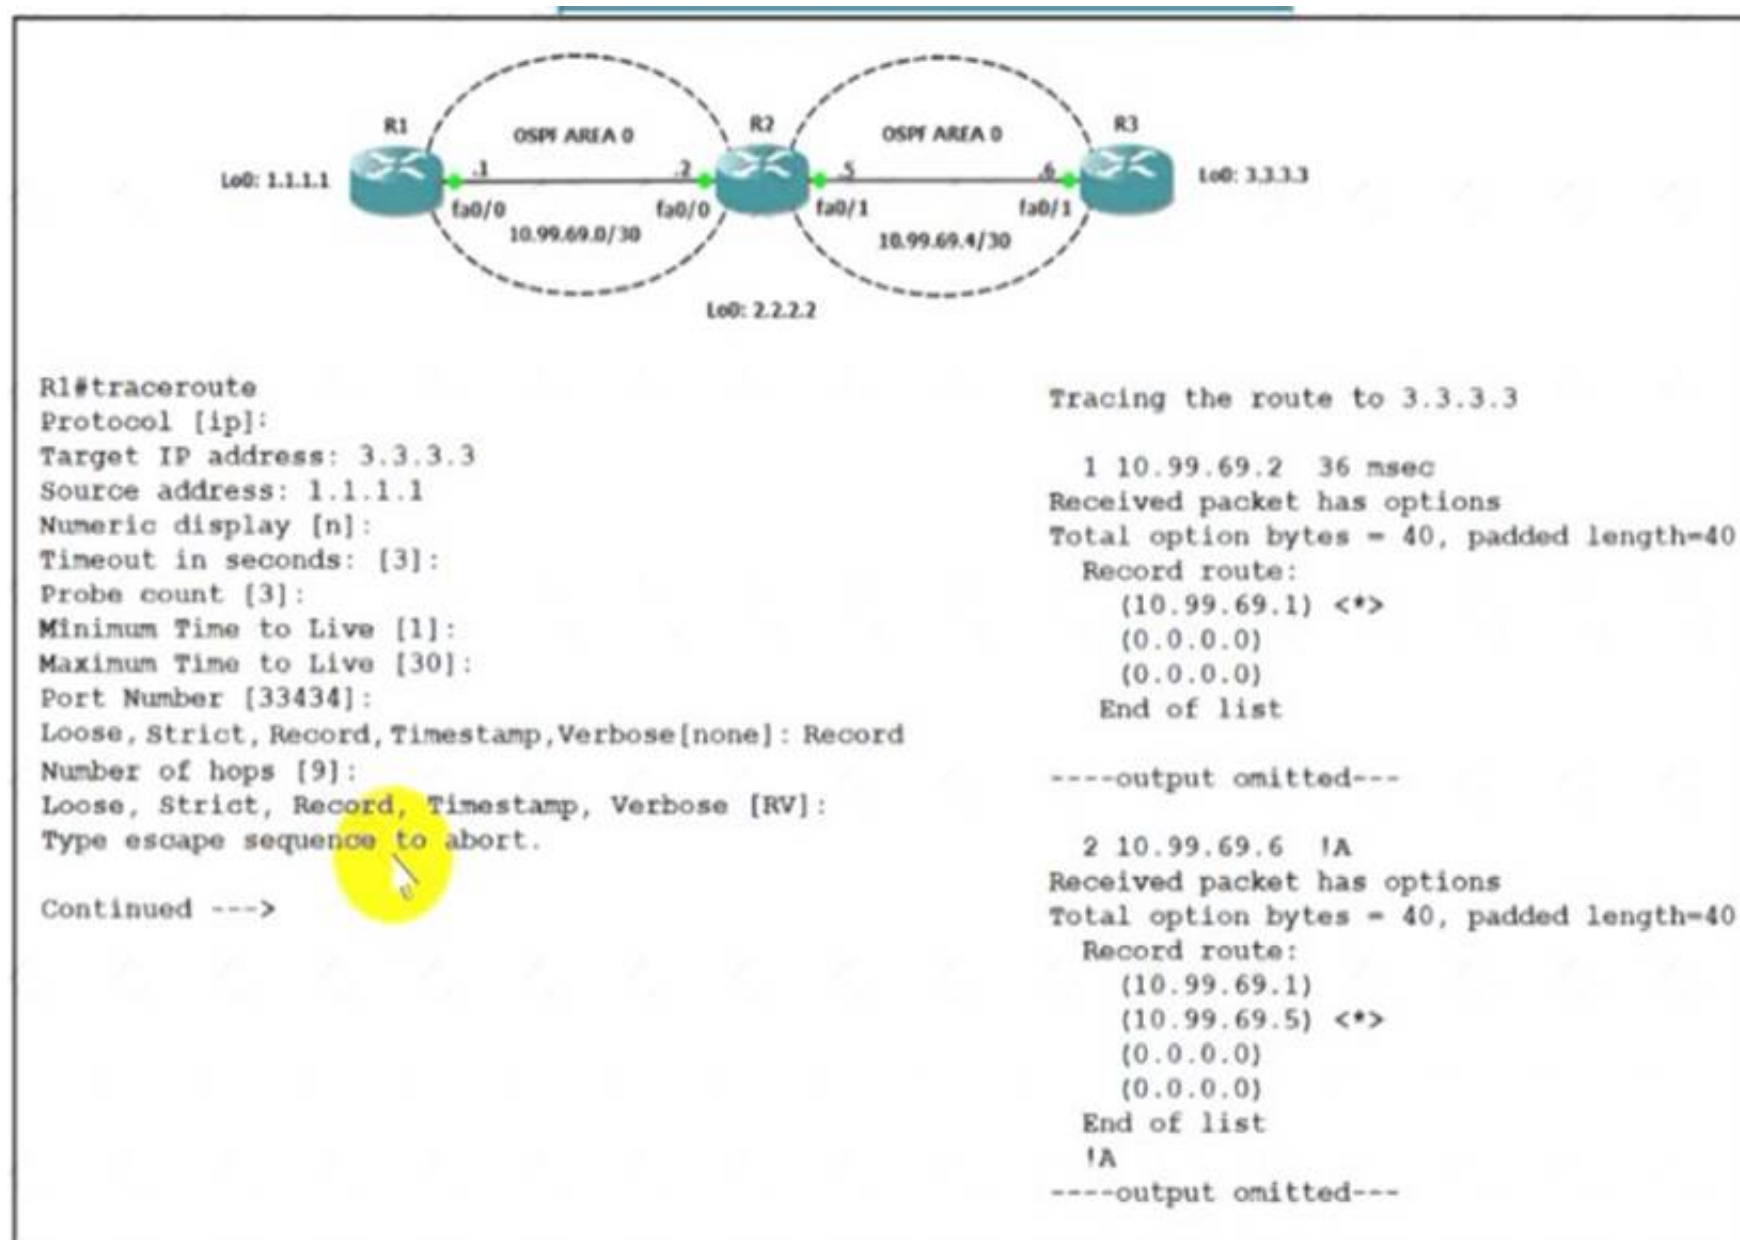 R1
OSPF AREA 0
R2
OSPF AREA 0
R3
Lo0: 1.1.1.1
.1
.2
.5
.6
Lo0: 3.3.3.3
fa0/0
fa0/0
fa0/1
fa0/1
10.99.69.0/30
10.99.69.4/30
Lo0: 2.2.2.2
R1#traceroute
Protocol [ip]:
Target IP address: 3.3.3.3
Source address: 1.1.1.1
Numeric display [n]:
Timeout in seconds: [3]:
Probe count [3]:
Minimum Time to Live [1]:
Maximum Time to Live [30]:
Port Number [33434]:
Loose, Strict, Record, Timestamp, Verbose[none]: Record
Number of hops [9]:
Loose, Strict, Record, Timestamp, Verbose [RV]:
Type escape sequence to abort.
Continued --->
Tracing the route to 3.3.3.3
1 10.99.69.2 36 msec
Received packet has options
Total option bytes = 40, padded length=40
Record route:
(10.99.69.1) <*>
(0.0.0.0)
(0.0.0.0)
End of list
----output omitted---
2 10.99.69.6 !A
Received packet has options
Total option bytes = 40, padded length=40
Record route:
(10.99.69.1)
(10.99.69.5) <*>
(0.0.0.0)
(0.0.0.0)
End of list
!A
----output omitted---